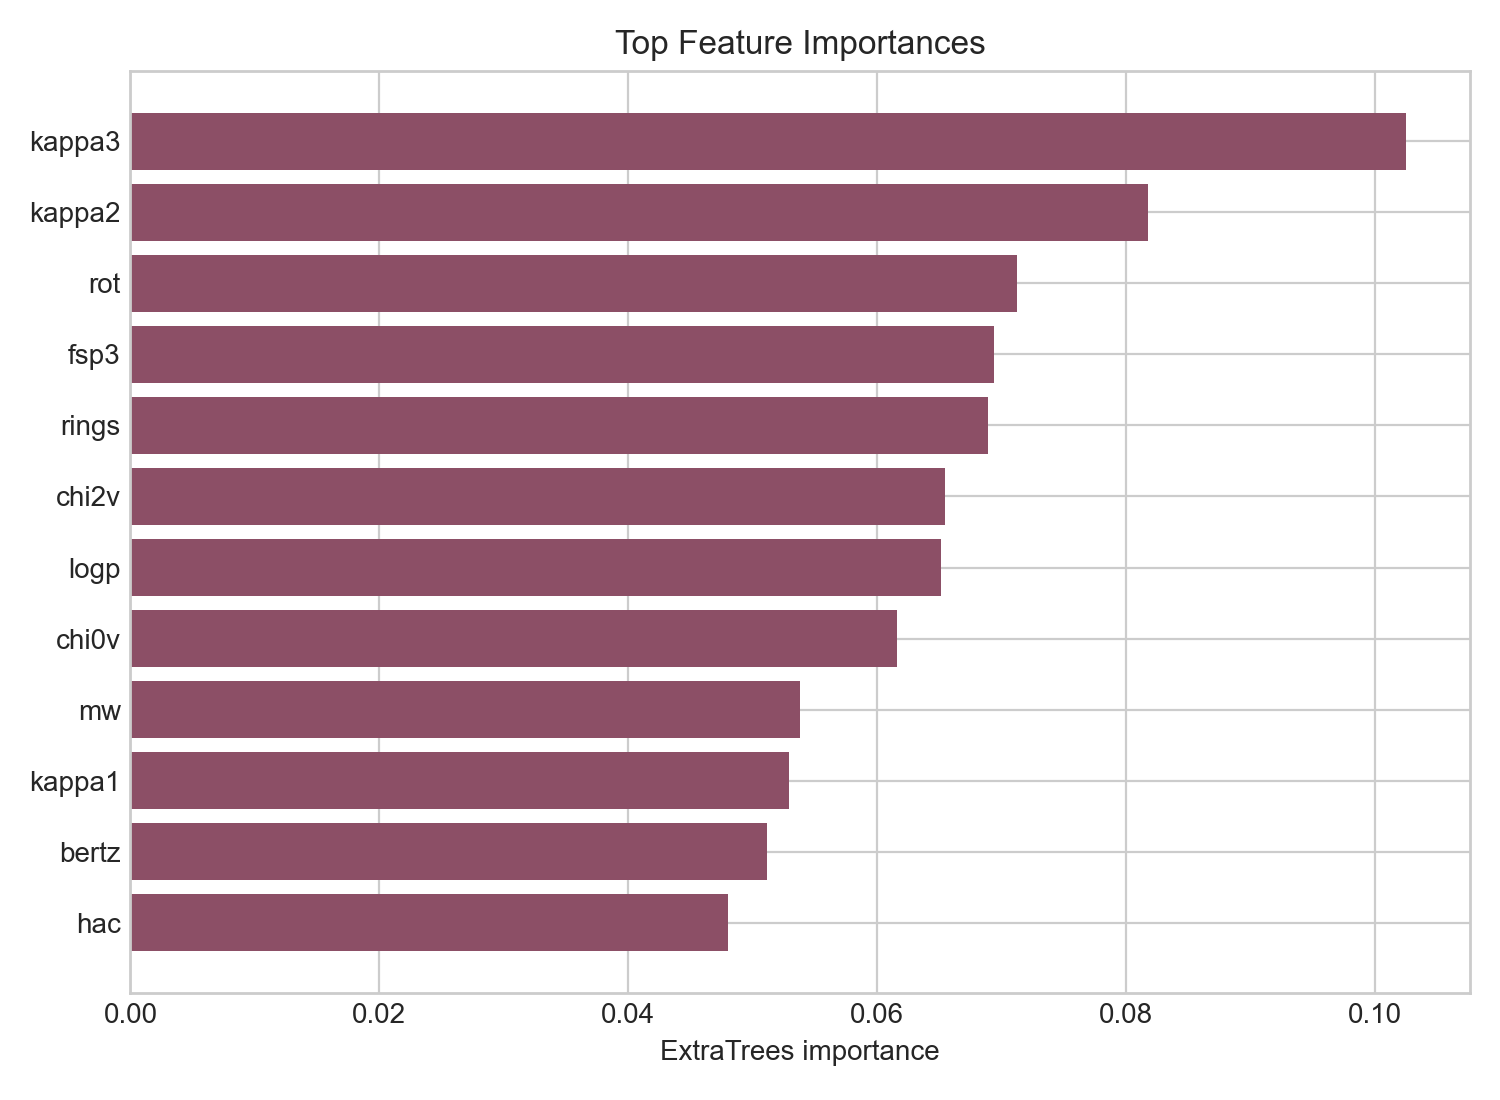 Top Feature Importances
kappa3
kappa2
rot
fsp3
rings
chi2v
logp
chi0v
mw
kappa1
bertz
hac
0.00 0.02 0.04 0.06 0.08 0.10
ExtraTrees importance